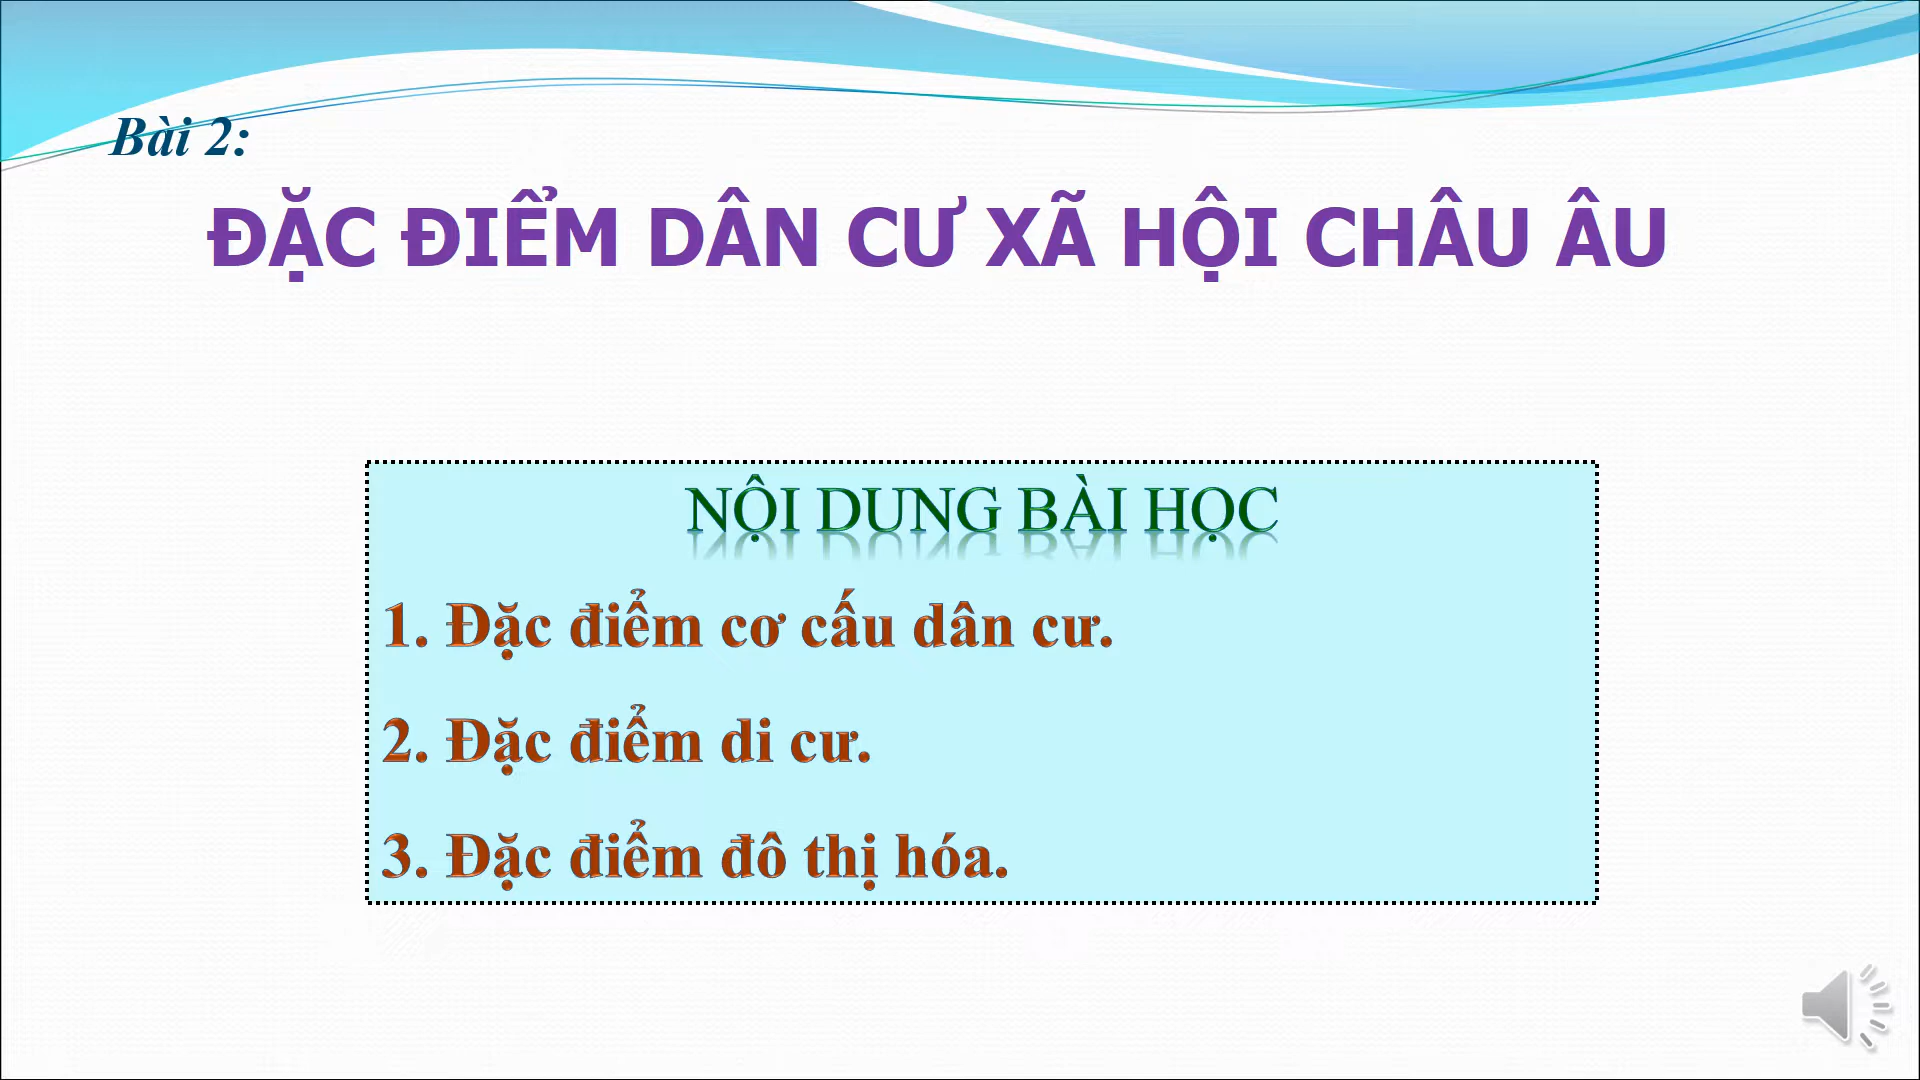 Bài 2:
ĐẶC ĐIỂM DÂN CƯ XÃ HỘI CHÂU ÂU
NỘI DUNG BÀI HỌC
1. Đặc điểm cơ cấu dân cư.
2. Đặc điểm di cư.
3. Đặc điểm đô thị hóa.